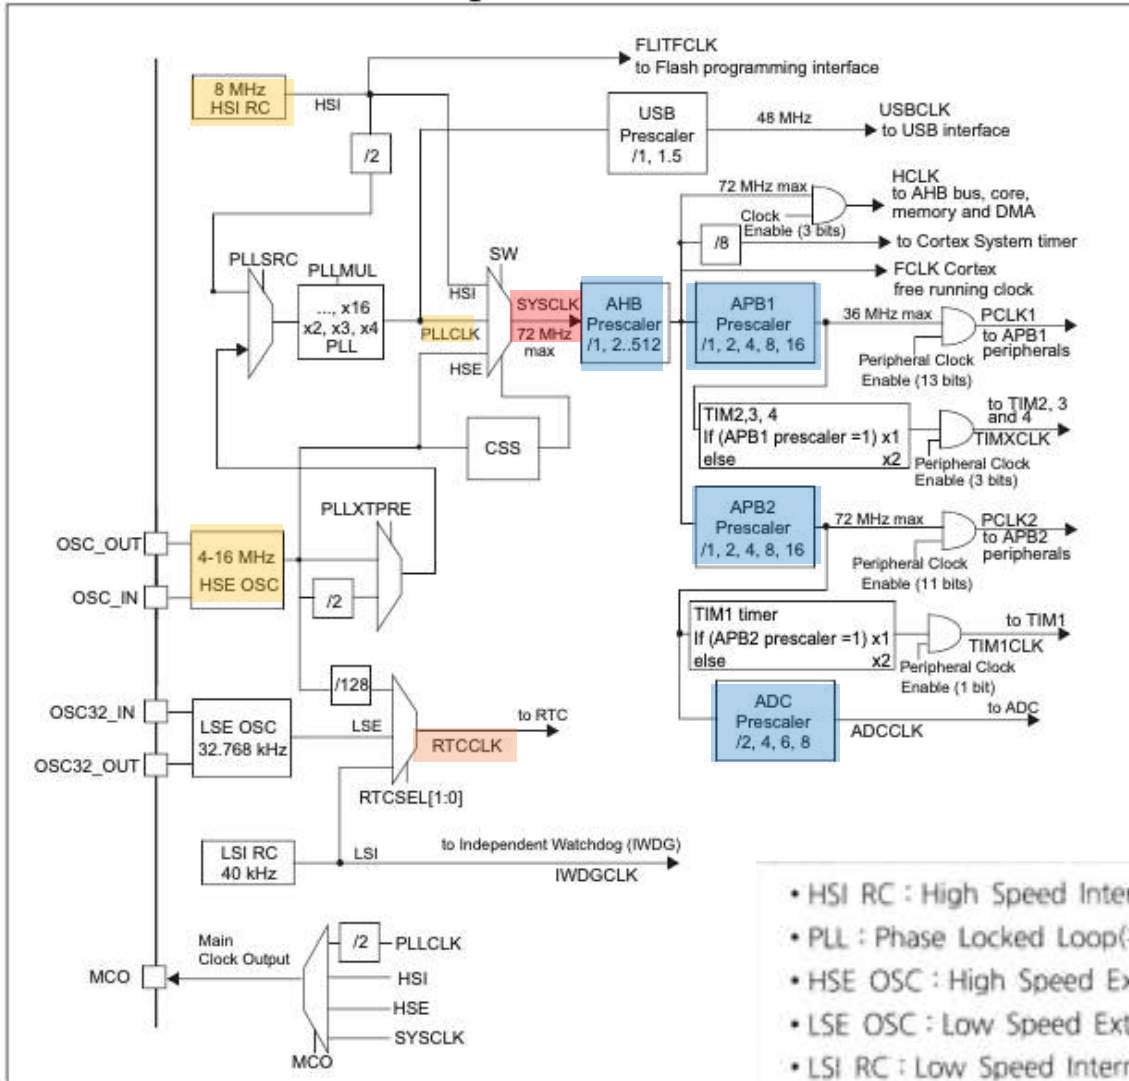 FLITFCLK
to Flash programming interface
8 MHz
HSI RC
HSI
USB
Prescaler
/1, 1.5
48 MHz
USBCLK
to USB interface
/2
72 MHz max
HCLK
to AHB bus, core,
memory and DMA
Clock
Enable (3 bits)
/8
to Cortex System timer
FCLK Cortex
free running clock
PLLSRC
PLLMUL
..., x16
x2, x3, x4
PLL
SW
HSI
PLLCLK
HSE
SYSCLK
72 MHz
max
AHB
Prescaler
/1, 2..512
APB1
Prescaler
/1, 2, 4, 8, 16
36 MHz max
PCLK1
to APB1
peripherals
Peripheral Clock
Enable (13 bits)
TIM2,3, 4
If (APB1 prescaler =1) x1
else x2
to TIM2, 3
and 4
TIMXCLK
Peripheral Clock
Enable (3 bits)
CSS
PLLXTPRE
OSC_OUT
OSC_IN
4-16 MHz
HSE OSC
/2
APB2
Prescaler
/1, 2, 4, 8, 16
72 MHz max
PCLK2
to APB2
peripherals
Peripheral Clock
Enable (11 bits)
TIM1 timer
If (APB2 prescaler =1) x1
else x2
to TIM1
TIM1CLK
Peripheral Clock
Enable (1 bit)
/128
OSC32_IN
OSC32_OUT
LSE OSC
32.768 kHz
LSE
to RTC
RTCCLK
RTCSEL[1:0]
ADC
Prescaler
/2, 4, 6, 8
to ADC
ADCCLK
LSI RC
40 kHz
LSI
to Independent Watchdog (IWDG)
IWDGCLK
Main
Clock Output
MCO
/2
PLLCLK
HSI
HSE
SYSCLK
MCO
• HSI RC : High Speed
• PLL : Phase Locked
• HSE OSC : High Speed
• LSE OSC : Low Speed
• LSI RC : Low Speed